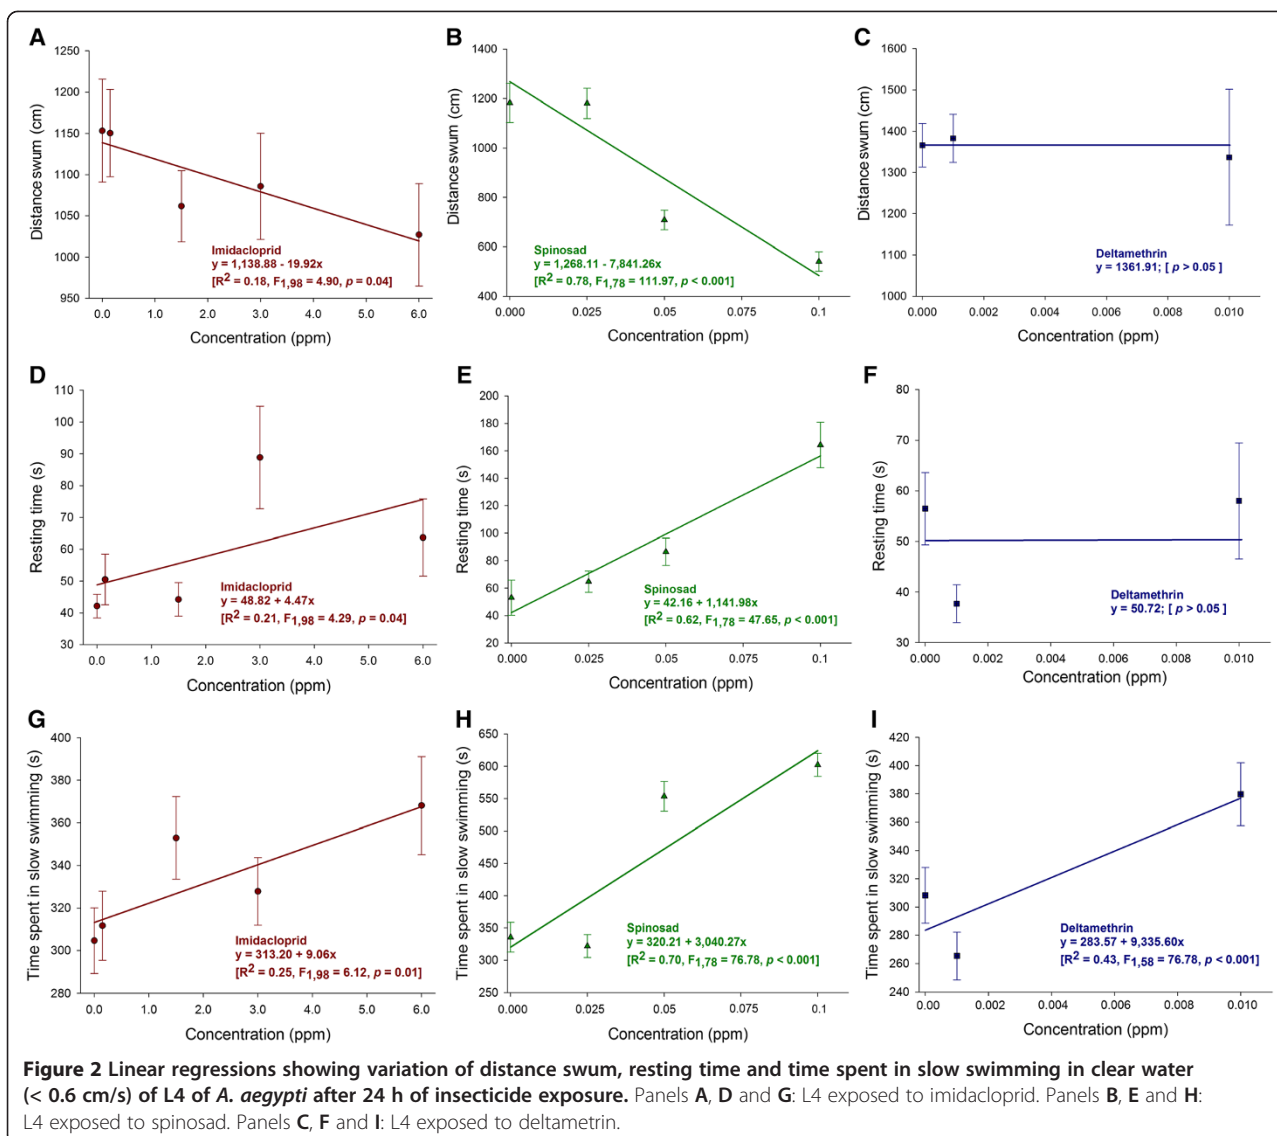 A
1250
1200
1150
1100
1050
1000
950
Distance swum (cm)
0.0 1.0 2.0 3.0 4.0 5.0 6.0
Concentration (ppm)
Imidacloprid
y = 1,138.88 - 19.92x
[R2 = 0.18, F1,98 = 4.90, p = 0.04]
B
1400
1200
1000
800
600
400
Distance swum (cm)
0.000 0.025 0.05 0.075 0.1
Concentration (ppm)
Spinosad
y = 1,268.11 - 7,841.26x
[R2 = 0.78, F1,78 = 111.97, p < 0.001]
C
1600
1500
1400
1300
1200
1100
1000
Distance swum (cm)
0.000 0.002 0.004 0.006 0.008 0.010
Concentration (ppm)
Deltamethrin
y = 1361.91; [ p > 0.05 ]
D
110
100
90
80
70
60
50
40
30
Resting time (s)
0.0 1.0 2.0 3.0 4.0 5.0 6.0
Concentration (ppm)
Imidacloprid
y = 48.82 + 4.47x
[R2 = 0.21, F1,98 = 4.29, p = 0.04]
E
200
180
160
140
120
100
80
60
40
20
Resting time (s)
0.000 0.025 0.05 0.075 0.1
Concentration (ppm)
Spinosad
y = 42.16 + 1,141.98x
[R2 = 0.62, F1,78 = 47.65, p < 0.001]
F
80
70
60
50
40
30
Resting time (s)
0.000 0.002 0.004 0.006 0.008 0.010
Concentration (ppm)
Deltamethrin
y = 50.72; [ p > 0.05 ]
G
400
380
360
340
320
300
280
Time spent in slow swimming (s)
0.0 1.0 2.0 3.0 4.0 5.0 6.0
Concentration (ppm)
Imidacloprid
y = 313.20 + 9.06x
[R2 = 0.25, F1,98 = 6.12, p = 0.01]
H
650
600
550
500
450
400
350
300
250
Time spent in slow swimming (s)
0.000 0.025 0.05 0.075 0.1
Concentration (ppm)
Spinosad
y = 320.21 + 3,040.27x
[R2 = 0.70, F1,78 = 76.78, p < 0.001]
I
420
400
380
360
340
320
300
280
260
240
Time spent in slow swimming (s)
0.000 0.002 0.004 0.006 0.008 0.010
Concentration (ppm)
Deltamethrin
y = 283.57 + 9,335.60x
[R2 = 0.43, F1,58 = 76.78, p < 0.001]
Figure 2 Linear regressions showing variation of distance swum, resting time and time spent in slow swimming in clear water
(< 0.6 cm/s) of L4 of A. aegypti after 24 h of insecticide exposure. Panels A, D and G: L4 exposed to imidacloprid. Panels B, E and H:
L4 exposed to spinosad. Panels C, F and I: L4 exposed to deltametrin.